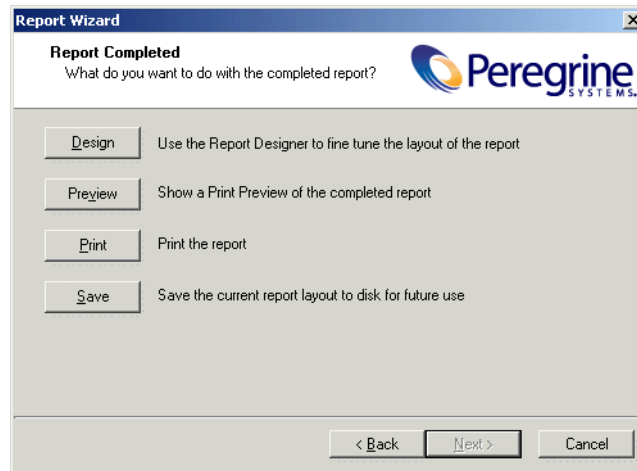 Report Wizard
Report Completed
What do you want to do with the completed report?
Peregrine
SYSTEMS
Design
Use the Report Designer to fine tune the layout of the report
Preview
Show a Print Preview of the completed report
Print
Print the report
Save
Save the current report layout to disk for future use
< Back
Next >
Cancel